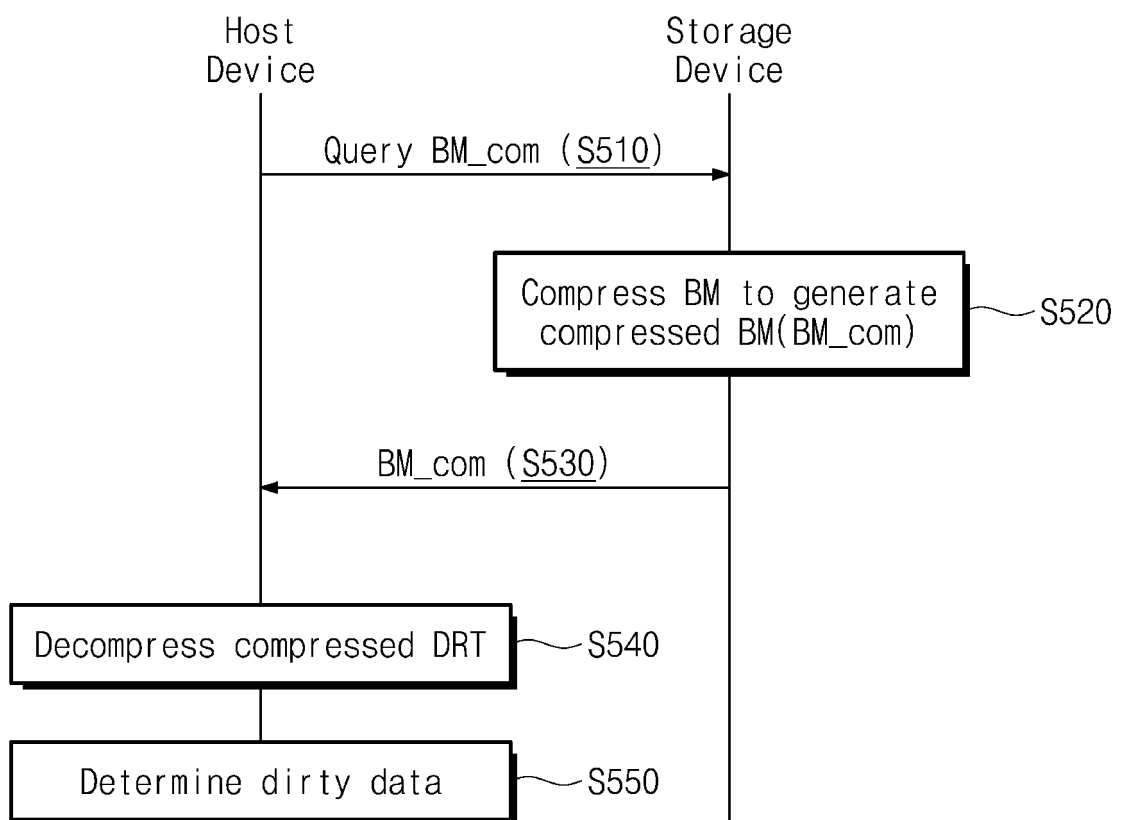 Host
Device
Storage
Device
Query BM_com (S510)
Compress BM to generate
compressed BM(BM_com)
S520
BM_com (S530)
Decompress compressed DRT
S540
Determine dirty data
S550